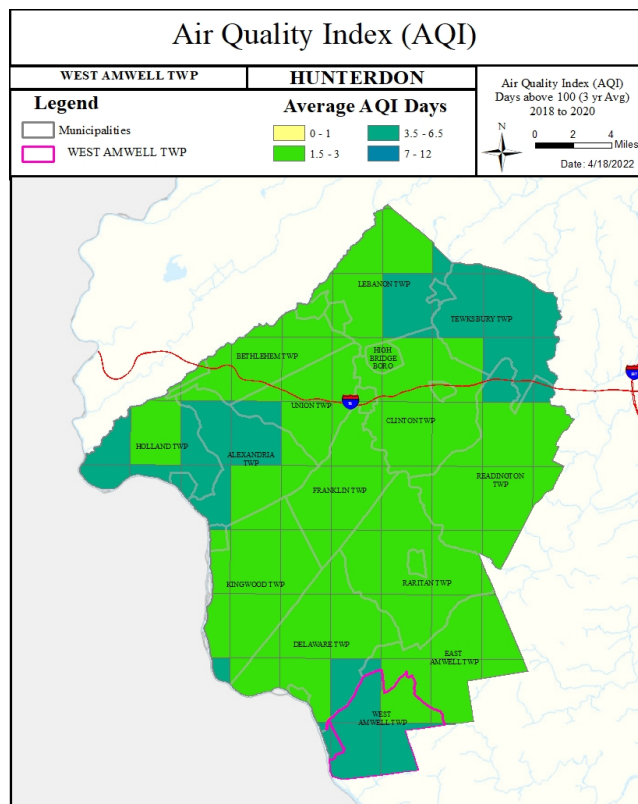 Air Quality Index (AQI)
WEST AMWELL TWP
HUNTERDON
Legend
Municipalities
WEST AMWELL TWP
Average AQI Days
0 - 1
1.5 - 3
3.5 - 6.5
7 - 12
Air Quality Index (AQI)
Days above 100 (3 yr Avg)
2018 to 2020
N
0 2 4
Miles
Date: 4/18/2022
LEBANON TWP
TEWKSBURY TWP
BETHLEHEM TWP
HIGH
BRIDGE
BORO
UNION TWP
CLINTON TWP
HOLLAND TWP
ALEXANDRIA
TWP
READINGTON
TWP
FRANKLIN TWP
KINGWOOD TWP
RARITAN TWP
DELAWARE TWP
EAST
AMWELL TWP
WEST
AMWELL TWP